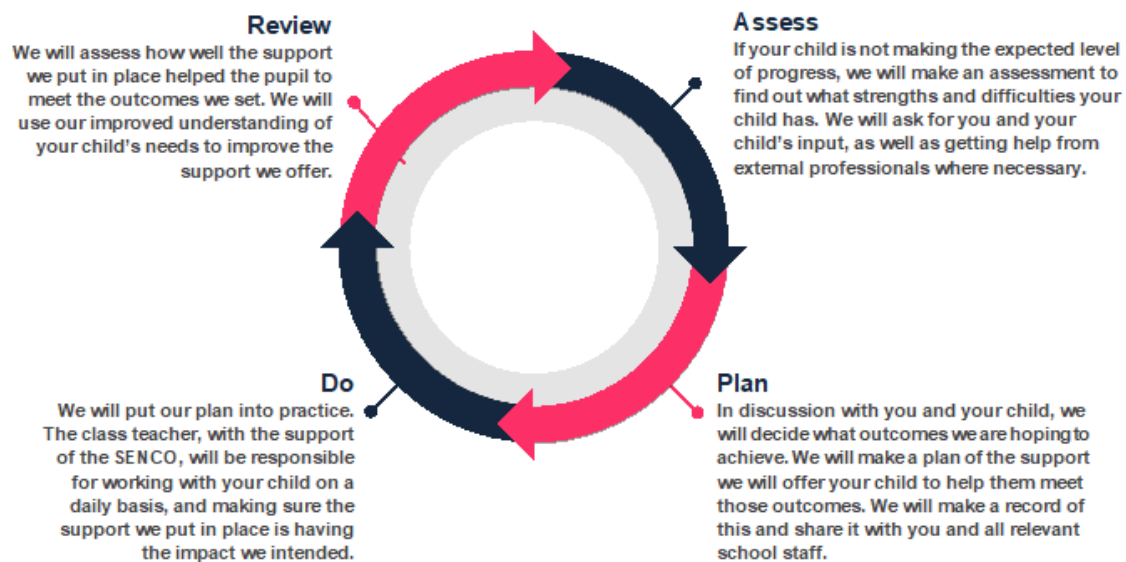 Review
We will assess how well the support
we put in place helped the pupil to
meet the outcomes we set. We will
use our improved understanding of
your child's needs to improve the
support we offer.
Assess
If your child is not making the expected level
of progress, we will make an assessment to
find out what strengths and difficulties your
child has. We will ask for you and your
child's input, as well as getting help from
external professionals where necessary.
Do
We will put our plan into practice.
The class teacher, with the support
of the SENCO, will be responsible
for working with your child on a
daily basis, and making sure the
support we put in place is having
the impact we intended.
Plan
In discussion with you and your child, we
will decide what outcomes we are hoping to
achieve. We will make a plan of the support
we will offer your child to help them meet
those outcomes. We will make a record of
this and share it with you and all relevant
school staff.